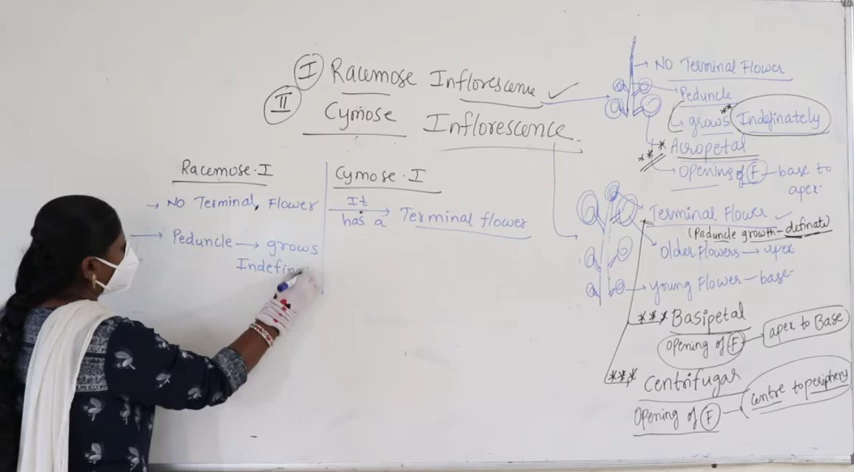 I Racemose Inflorescence
II Cymose Inflorescence
Racemose-I
→ No Terminal, Flower
→ Peduncle → grows
Indefin
Cymose-I
It
has a → Terminal flower
→ NO Terminal Flower
→ Peduncle
→ grows ** Indefinately
*** Acropetal
→ opening of F - base to
apex.
Terminal Flower
(Peduncle growth - definate)
Older Flowers → apex
→ young Flower - base
*** Basipetal
opening of F → apex to Base
*** Centrifugar
Opening of F → Centre to periphery